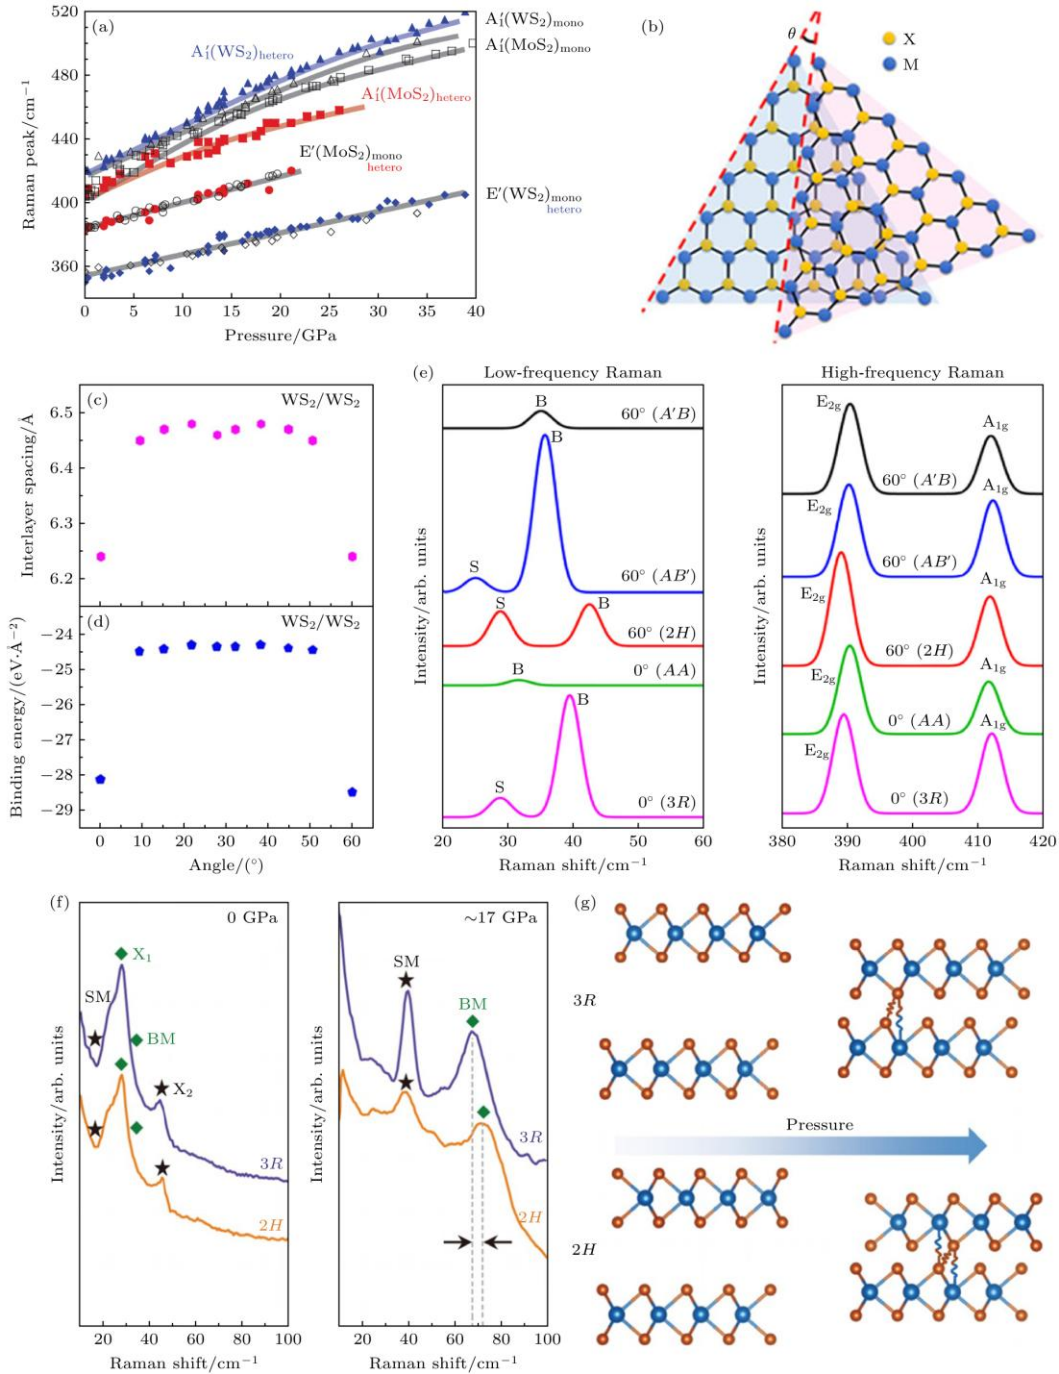 (a)
520
480
440
400
360
Raman peak/cm⁻¹
0 5 10 15 20 25 30 35 40
Pressure/GPa
A₁′(WS₂)hetero
A₁′(MoS₂)hetero
E′(MoS₂)mono
hetero
A₁′(WS₂)mono
A₁′(MoS₂)mono
E′(WS₂)mono
hetero
(b)
θ
X
M
(c)
WS₂/WS₂
6.5
6.4
6.3
6.2
Interlayer spacing/Å
(d)
WS₂/WS₂
−24
−25
−26
−27
−28
−29
Binding energy/(eV·Å⁻²)
0 10 20 30 40 50 60
Angle/(°)
(e)
Low-frequency Raman
Intensity/arb. units
B
60° (A′B)
B
S
60° (AB′)
S
B
60° (2H)
B
0° (AA)
B
S
0° (3R)
20 30 40 50 60
Raman shift/cm⁻¹
High-frequency Raman
Intensity/arb. units
E2g
A1g
60° (A′B)
E2g
A1g
60° (AB′)
E2g
A1g
60° (2H)
E2g
A1g
0° (AA)
E2g
A1g
0° (3R)
380 390 400 410 420
Raman shift/cm⁻¹
(f)
0 GPa
X₁
SM
BM
X₂
3R
2H
Intensity/arb. units
0 20 40 60 80 100
Raman shift/cm⁻¹
~17 GPa
SM
BM
3R
2H
Intensity/arb. units
20 40 60 80 100
Raman shift/cm⁻¹
(g)
3R
Pressure
2H